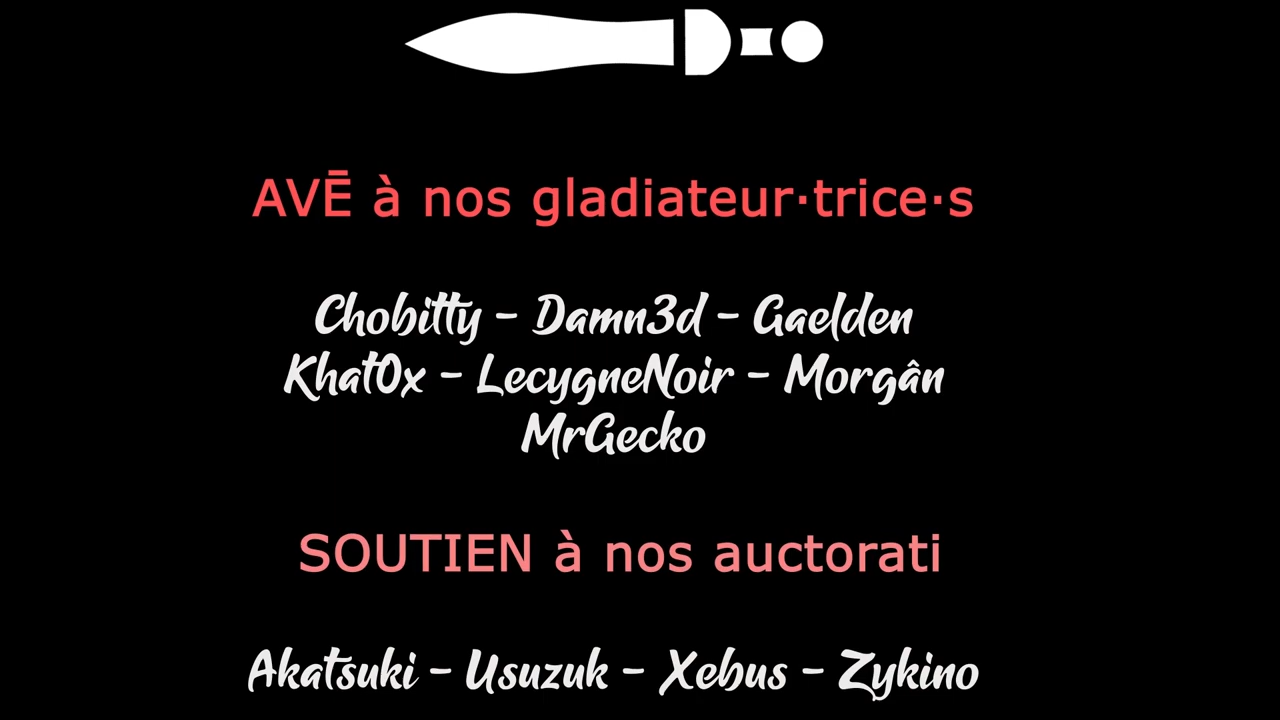 AVĒ à nos gladiateur·trice·s
Chobitty - Damn3d - Gaelden
Khat0x - LecygneNoir - Morgân
MrGecko
SOUTIEN à nos auctorati
Akatsuki - Usuzuk - Xebus - Zykino